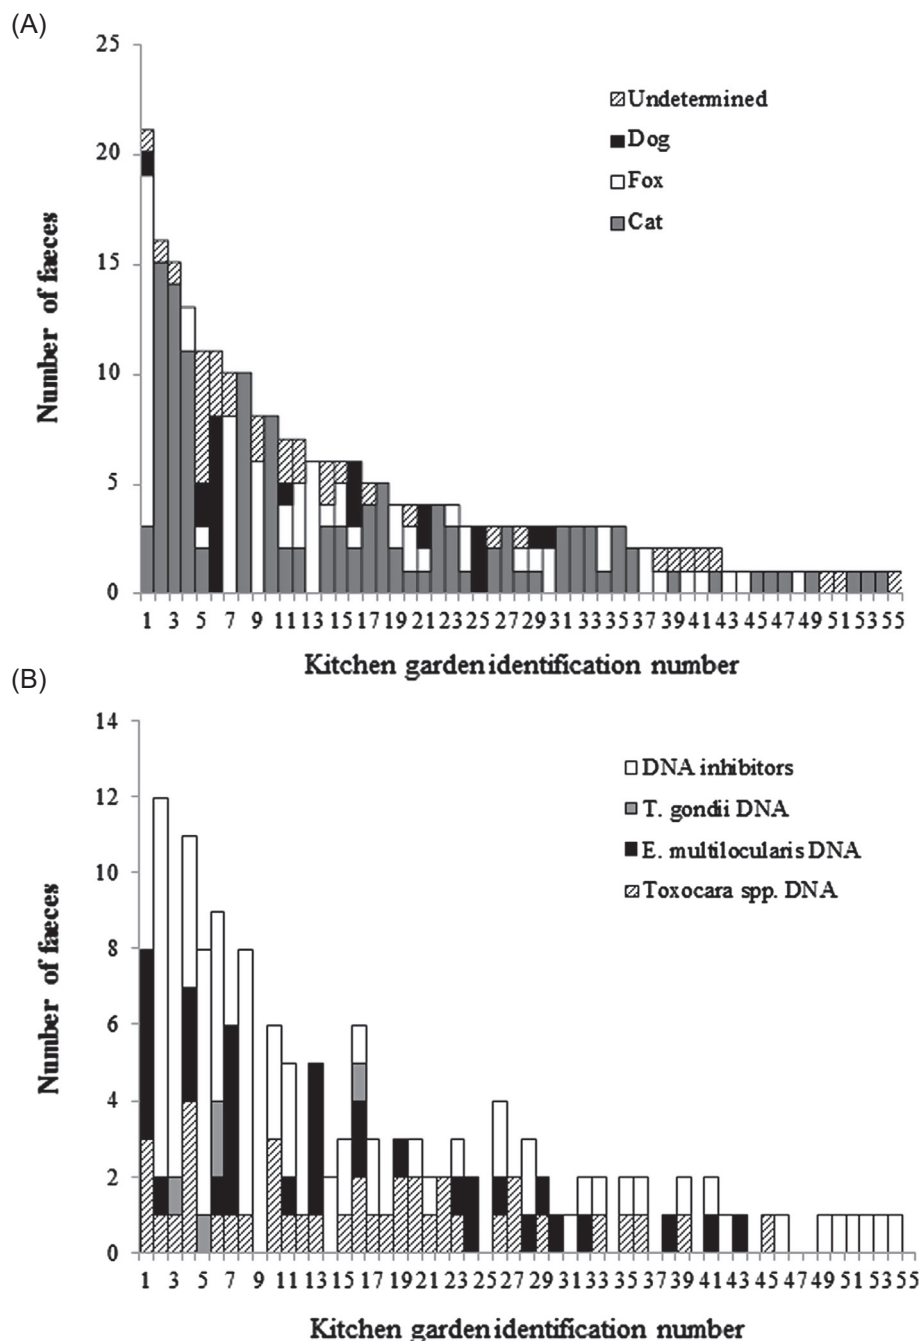 (A)
25
20
15
10
5
0
Number of faeces
Undetermined
Dog
Fox
Cat
1 3 5 7 9 11 13 15 17 19 21 23 25 27 29 31 33 35 37 39 41 43 45 47 49 51 53 55
Kitchen garden identification number
(B)
14
12
10
8
6
4
2
0
Number of faeces
DNA inhibitors
T. gondii DNA
E. multilocularis DNA
Toxocara spp. DNA
1 3 5 7 9 11 13 15 17 19 21 23 25 27 29 31 33 35 37 39 41 43 45 47 49 51 53 55
Kitchen garden identification number